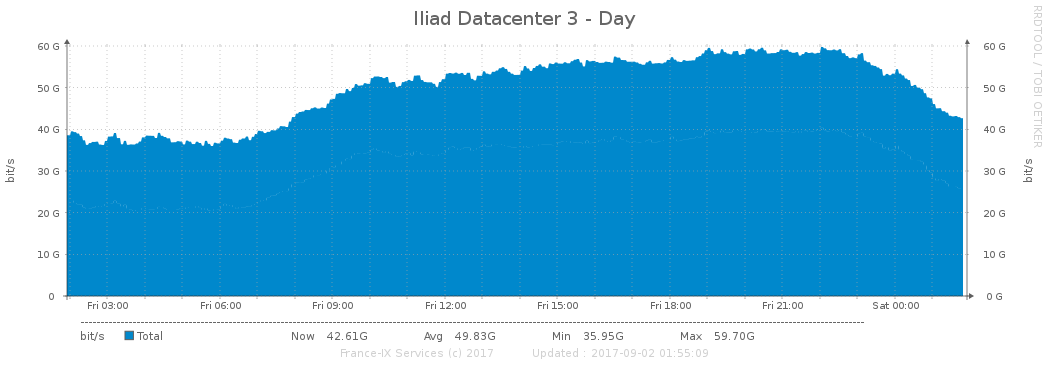 Iliad Datacenter 3 - Day
RRDTOOL / TOBI OETIKER
bit/s
60 G 60 G
50 G 50 G
40 G 40 G
30 G 30 G
20 G 20 G
10 G 10 G
0 0 G
bit/s
Fri 03:00 Fri 06:00 Fri 09:00 Fri 12:00 Fri 15:00 Fri 18:00 Fri 21:00 Sat 00:00
bit/s Total Now 42.61G Avg 49.83G Min 35.95G Max 59.70G
France-IX Services (c) 2017 Updated : 2017-09-02 01:55:09